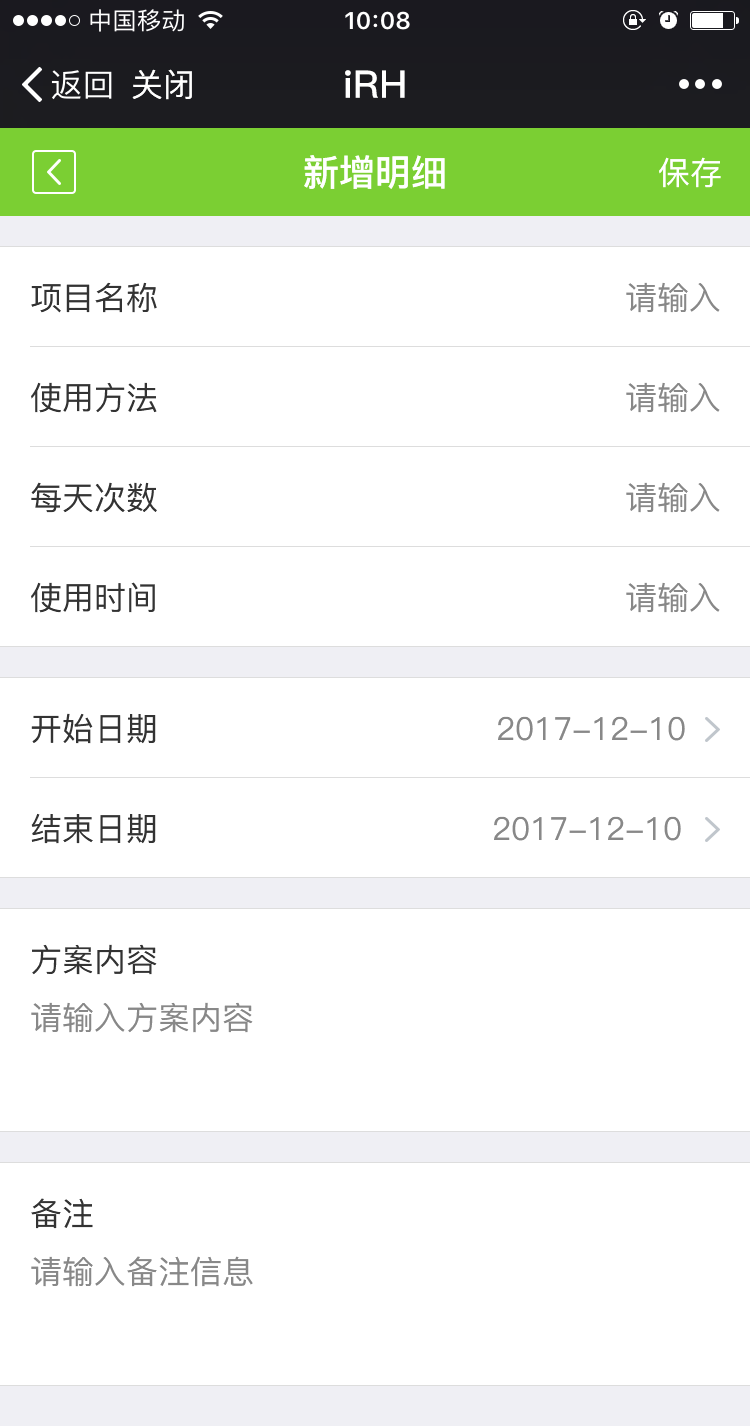 中国移动 10:08
返回 关闭 iRH
新增明细 保存
项目名称 请输入
使用方法 请输入
每天次数 请输入
使用时间 请输入
开始日期 2017-12-10
结束日期 2017-12-10
方案内容
请输入方案内容
备注
请输入备注信息